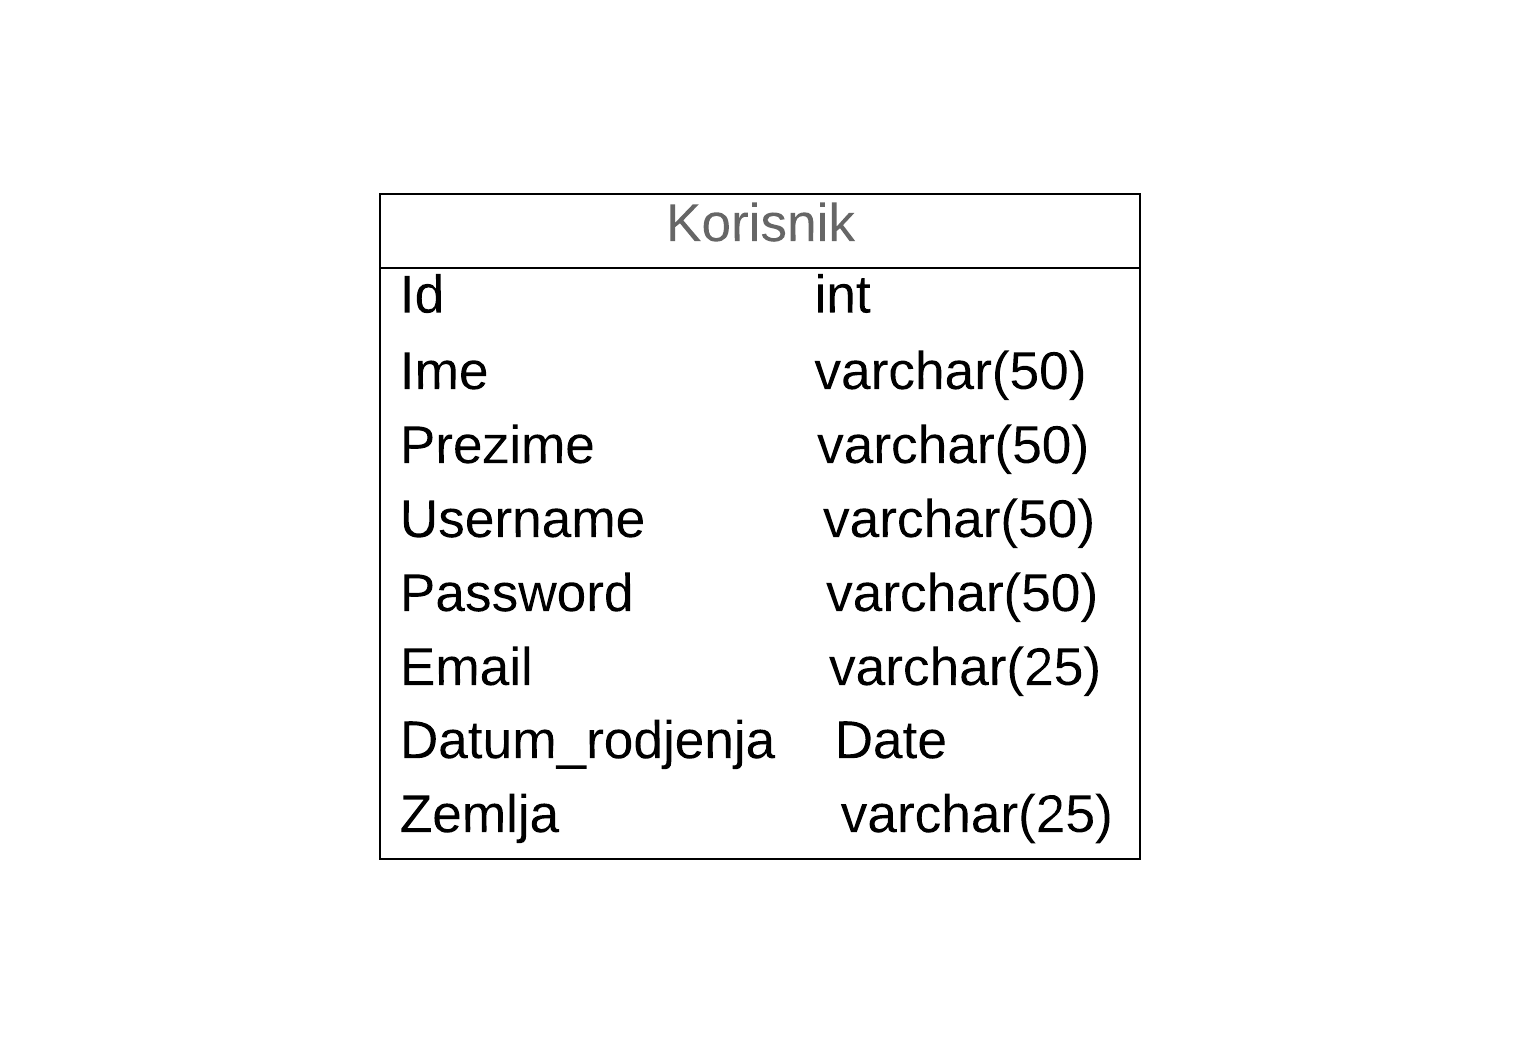 Korisnik
Id int
Ime varchar(50)
Prezime varchar(50)
Username varchar(50)
Password varchar(50)
Email varchar(25)
Datum_rodjenja Date
Zemlja varchar(25)